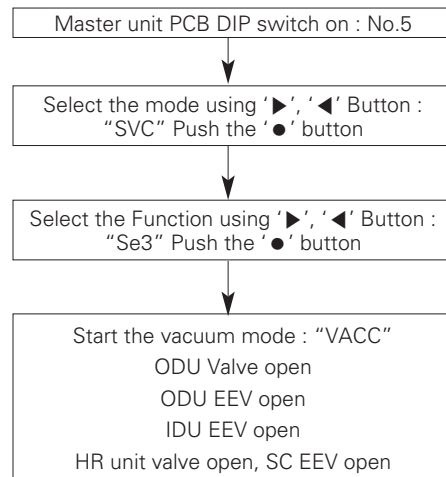 Master unit PCB DIP switch on : No.5
Select the mode using ‘▶’, ‘◀’ Button :
“SVC” Push the ‘●’ button
Select the Function using ‘▶’, ‘◀’ Button :
“Se3” Push the ‘●’ button
Start the vacuum mode : “VACC”
ODU Valve open
ODU EEV open
IDU EEV open
HR unit valve open, SC EEV open